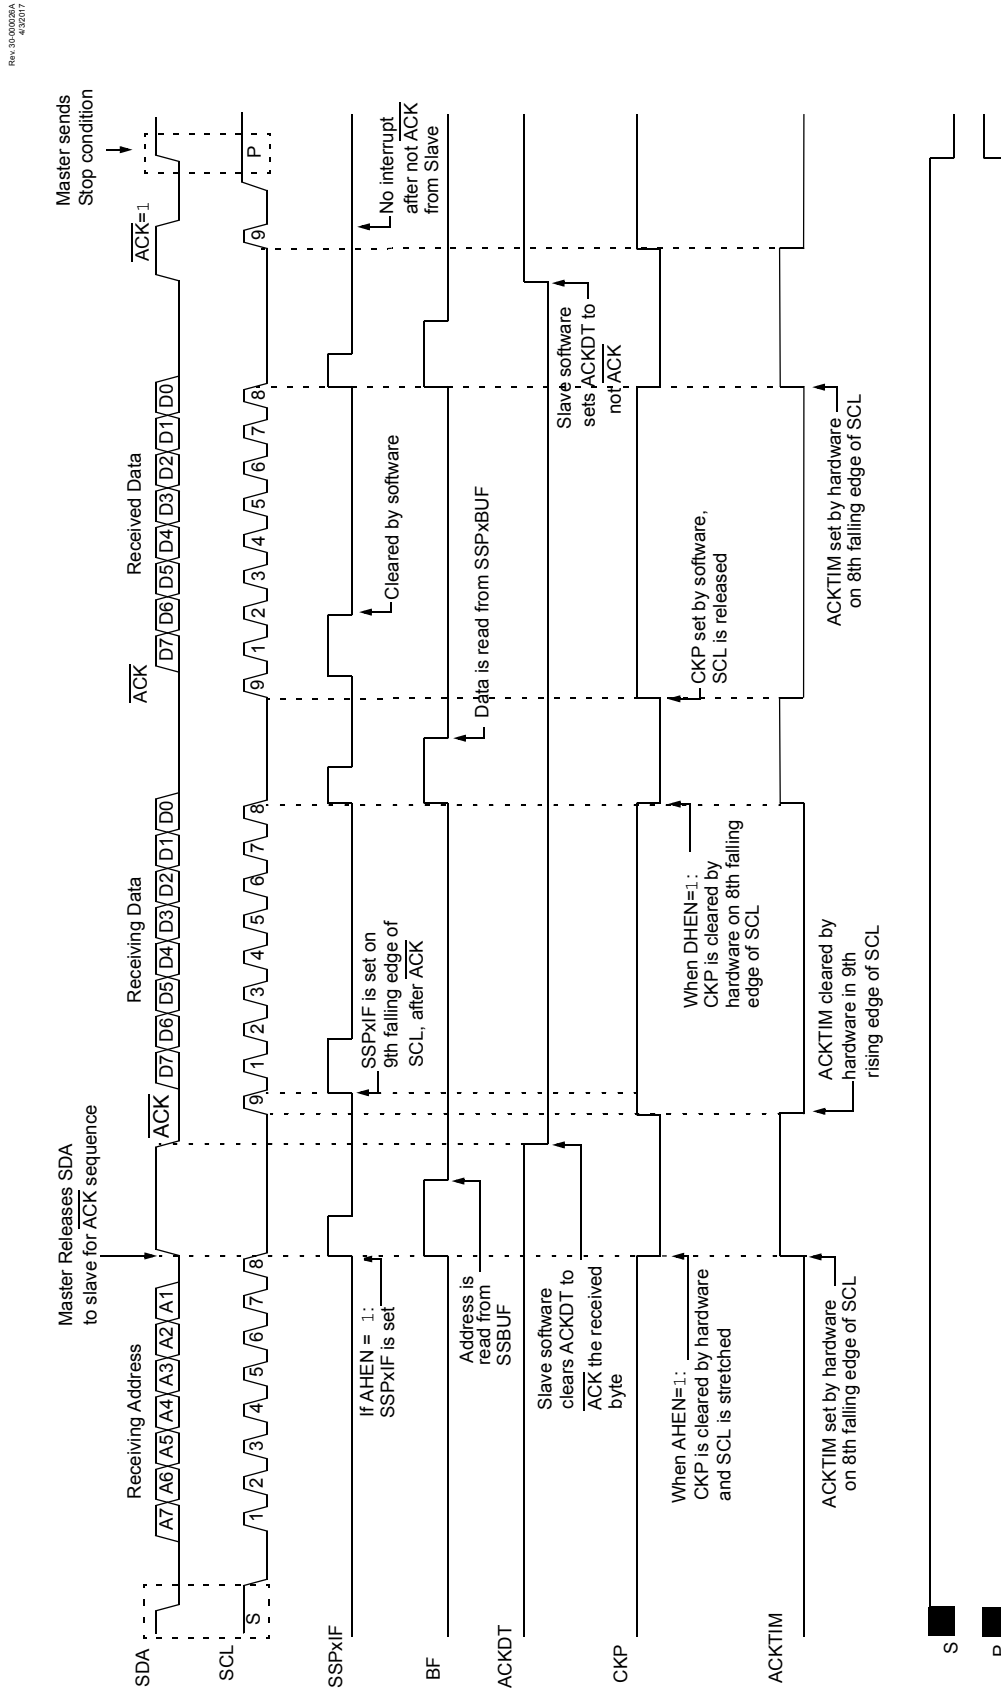 Rev. 30-000026A
4/3/2017
Master sends
Stop condition
Master Releases SDA
to slave for ACK sequence
Receiving Address
Receiving Data
Received Data
ACK
ACK
ACK=1
SDA
A7 A6 A5 A4 A3 A2 A1
D7 D6 D5 D4 D3 D2 D1 D0
D7 D6 D5 D4 D3 D2 D1 D0
SCL
S
1 2 3 4 5 6 7 8
9 1 2 3 4 5 6 7 8
9 1 2 3 4 5 6 7 8
9
P
SSPxIF
If AHEN = 1:
SSPxIF is set
SSPxIF is set on
9th falling edge of
SCL, after ACK
Cleared by software
No interrupt
after not ACK
from Slave
BF
Address is
read from
SSBUF
Data is read from SSPxBUF
ACKDT
Slave software
clears ACKDT to
ACK the received
byte
Slave software
sets ACKDT to
not ACK
CKP
When AHEN=1:
CKP is cleared by hardware
and SCL is stretched
When DHEN=1:
CKP is cleared by
hardware on 8th falling
edge of SCL
CKP set by software,
SCL is released
ACKTIM
ACKTIM set by hardware
on 8th falling edge of SCL
ACKTIM cleared by
hardware in 9th
rising edge of SCL
ACKTIM set by hardware
on 8th falling edge of SCL
S
P